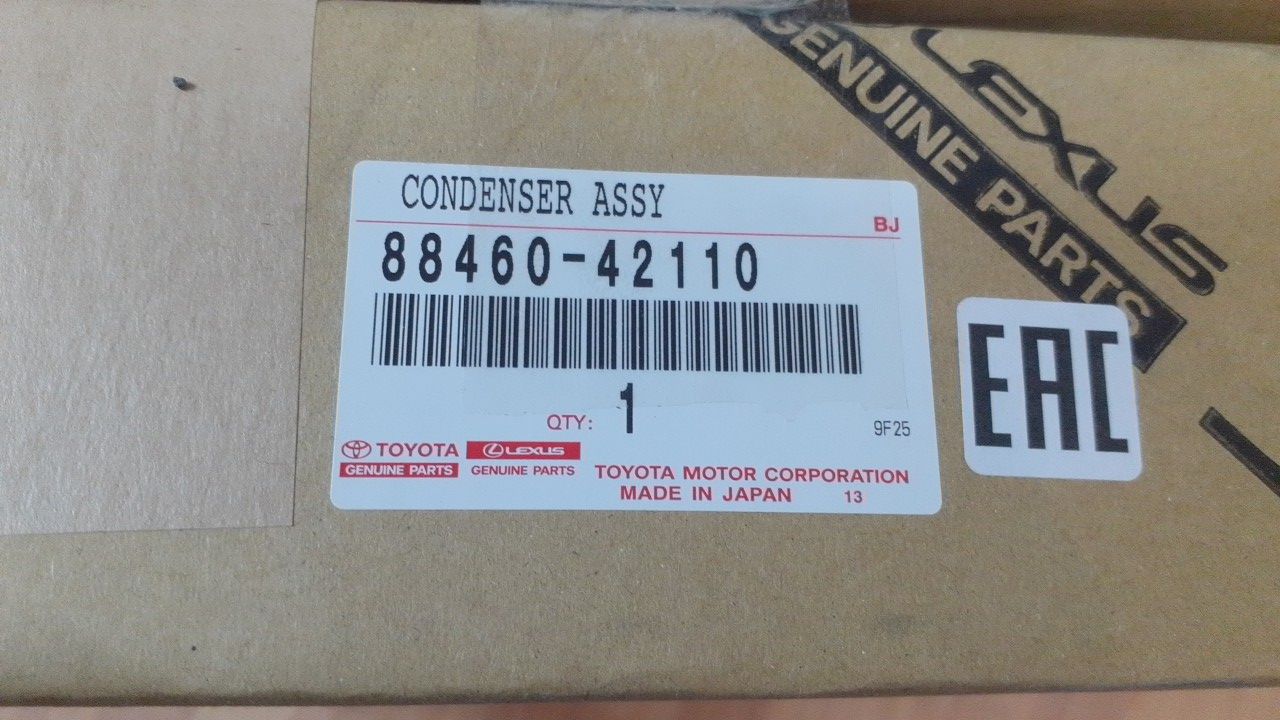 LEXUS
GENUINE PARTS
CONDENSER ASSY
BJ
88460-42110
QTY: 1
9F25
TOYOTA LEXUS
GENUINE PARTS GENUINE PARTS
TOYOTA MOTOR CORPORATION
MADE IN JAPAN 13
EAC